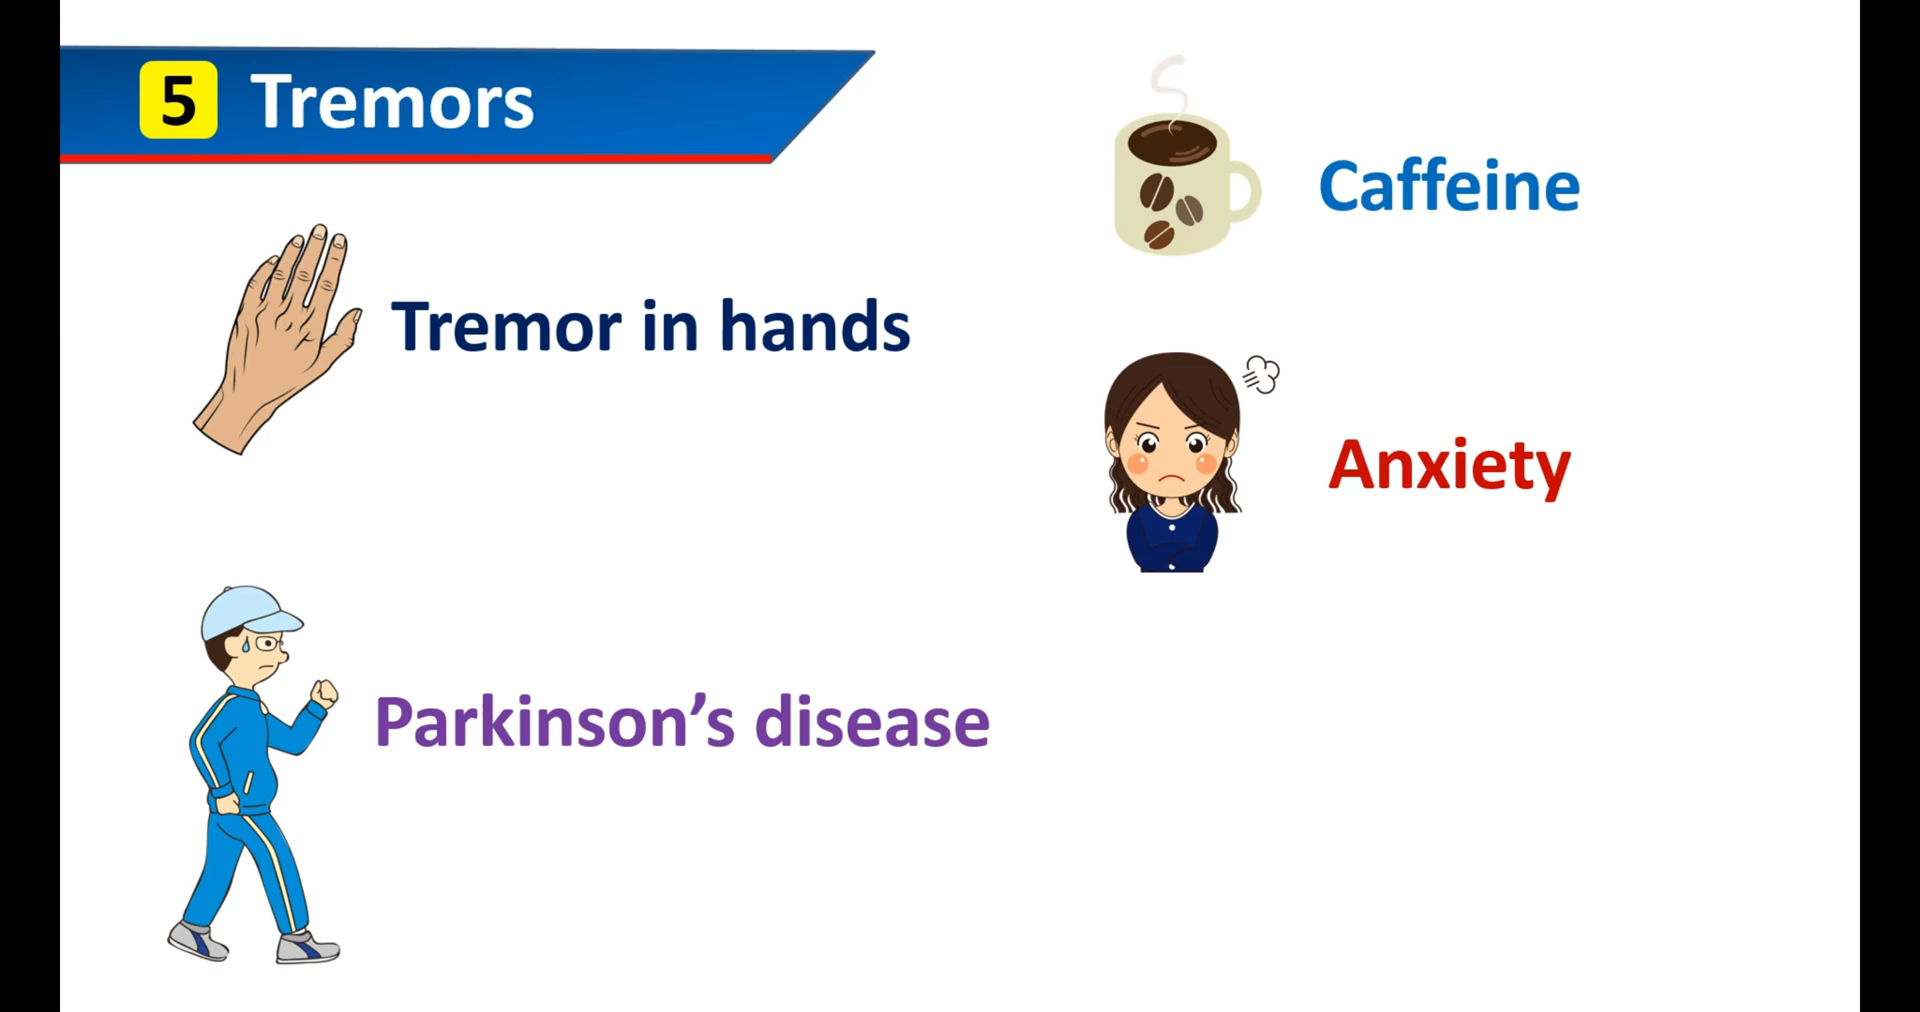 5 Tremors
Tremor in hands
Parkinson’s disease
Caffeine
Anxiety